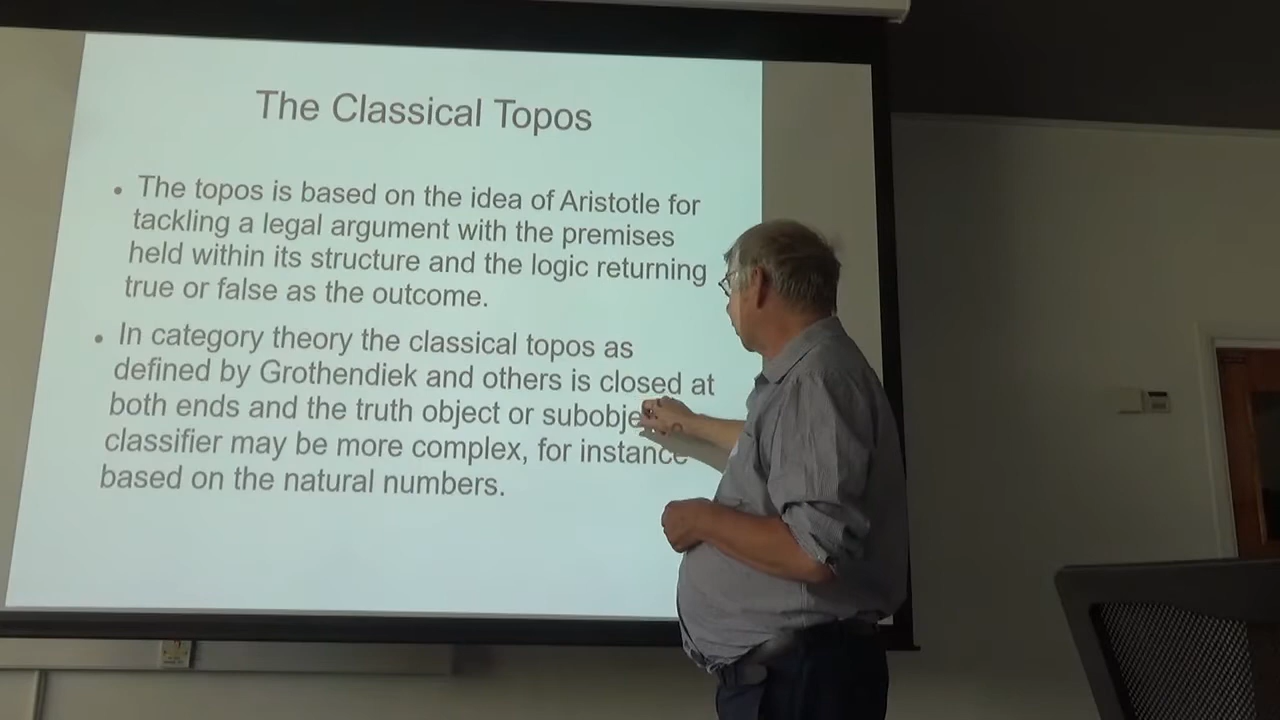 The Classical Topos
• The topos is based on the idea of Aristotle for
tackling a legal argument with the premises
held within its structure and the logic returning
true or false as the outcome.
• In category theory the classical topos as
defined by Grothendiek and others is closed at
both ends and the truth object or subobje
classifier may be more complex, for instance
based on the natural numbers.